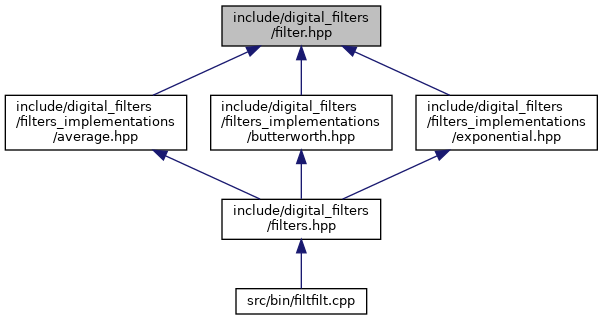 include/digital_filters
/filter.hpp
include/digital_filters
/filters_implementations
/average.hpp
include/digital_filters
/filters_implementations
/butterworth.hpp
include/digital_filters
/filters_implementations
/exponential.hpp
include/digital_filters
/filters.hpp
src/bin/filtfilt.cpp